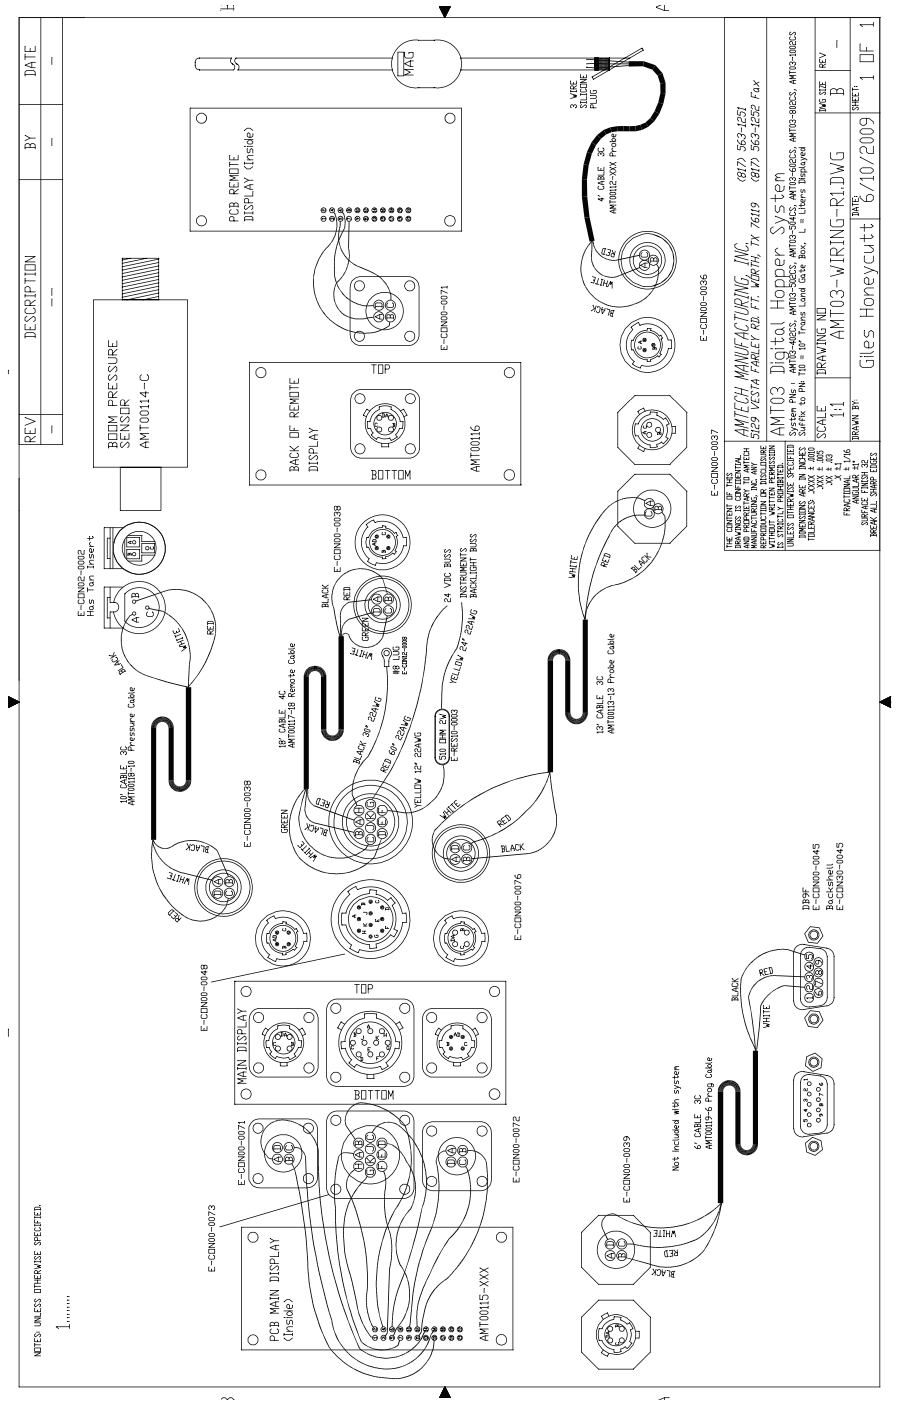 NOTES: UNLESS OTHERWISE SPECIFIED.
1.......
REV
DESCRIPTION
BY
DATE
-
--
-
-
BOOM PRESSURE
SENSOR
AMT00114-C
E-CON02-0002
Has Tan Insert
A
B
C
BLACK
WHITE
RED
10' CABLE 3C
AMT00118-10 Pressure Cable
BLACK
WHITE
RED
E-CON00-0038
A
B
C
D
PCB REMOTE
DISPLAY (Inside)
E-CON00-0071
A
B
C
D
BACK OF REMOTE
DISPLAY
TOP
BOTTOM
AMT00116
E-CON00-0038
BLACK
RED
GREEN
WHITE
18' CABLE 4C
AMT00117-18 Remote Cable
#8 LUG
E-CON12-0008
BLACK 30" 22AWG
RED 60" 22AWG
24 VDC BUSS
YELLOW 12" 22AWG
510 OHM 2W
E-RES10-0003
YELLOW 24" 22AWG
INSTRUMENTS
BACKLIGHT BUSS
GREEN
RED
BLACK
WHITE
E-CON00-0048
E-CON00-0076
MAIN DISPLAY
TOP
BOTTOM
E-CON00-0071
E-CON00-0072
E-CON00-0073
PCB MAIN DISPLAY
(Inside)
AMT00115-XXX
MAG
3 WIRE
SILICONE
PLUG
4' CABLE 3C
AMT00112-XXX Probe
RED
WHITE
BLACK
E-CON00-0036
E-CON00-0037
WHITE
RED
BLACK
13' CABLE 3C
AMT00113-13 Probe Cable
WHITE
RED
BLACK
DB9F
E-CON00-0045
Backshell
E-CON30-0045
BLACK
RED
WHITE
Not included with system
6' CABLE 3C
AMT00119-6 Prog Cable
E-CON00-0039
WHITE
RED
BLACK
THE CONTENT OF THIS
DRAWINGS IS CONFIDENTIAL
AND PROPRIETARY TO AMTECH
MANUFACTURING, INC. ANY
REPRODUCTION OR DISCLOSURE
WITHOUT WRITTEN PERMISSION
IS STRICTLY PROHIBITED.
UNLESS OTHERWISE SPECIFIED
DIMENSIONS ARE IN INCHES
TOLERANCES: .XXXX ± .0010
.XXX ± .005
.XX ± .03
.X ±.1
FRACTIONAL ± 1/16
ANGULAR ±1°
SURFACE FINISH 32
BREAK ALL SHARP EDGES
AMTECH MANUFACTURING, INC. (817) 563-1251
5129 VESTA FARLEY RD. FT. WORTH, TX 76119 (817) 563-1252 Fax
AMT03 Digital Hopper System
System PNs: AMT03-402CS, AMT03-502CS, AMT03-504CS, AMT03-602CS, AMT03-802CS, AMT03-1002CS
Suffix to PN: T10 = 10" Trans Land Gate Box, L = Liters Displayed
SCALE
1:1
DRAWING NO
AMT03-WIRING-R1.DWG
DWG SIZE
B
REV
-
DRAWN BY:
Giles Honeycutt
DATE:
6/10/2009
SHEET:
1 OF 1